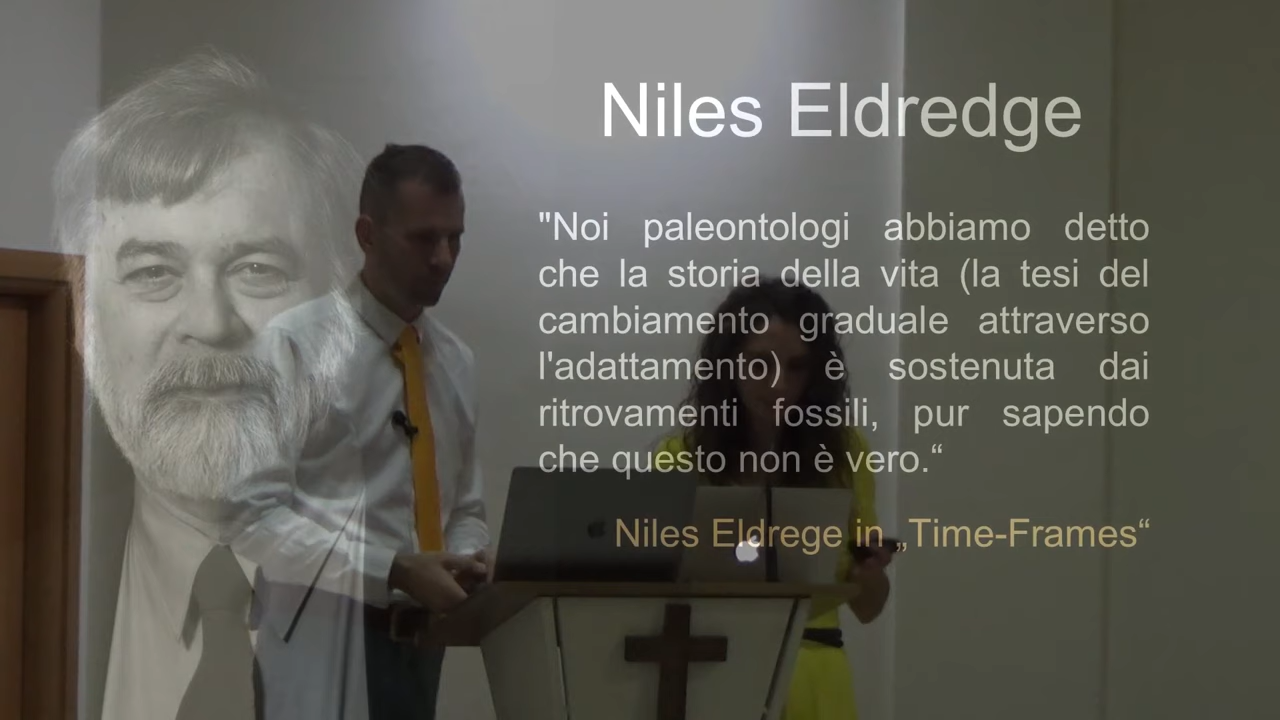 Niles Eldredge
"Noi paleontologi abbiamo detto
che la storia della vita (la tesi del
cambiamento graduale attraverso
l'adattamento) è sostenuta dai
ritrovamenti fossili, pur sapendo
che questo non è vero.“
Niles Eldrege in „Time-Frames“